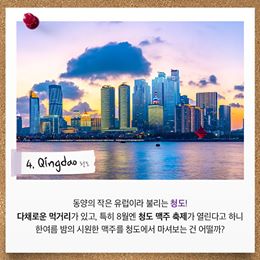 4. Qingdao 청도
동양의 작은 유럽이라 불리는 청도!
다채로운 먹거리가 있고, 특히 8월엔 청도 맥주 축제가 열린다고 하니
한여름 밤의 시원한 맥주를 청도에서 마셔보는 건 어떨까?